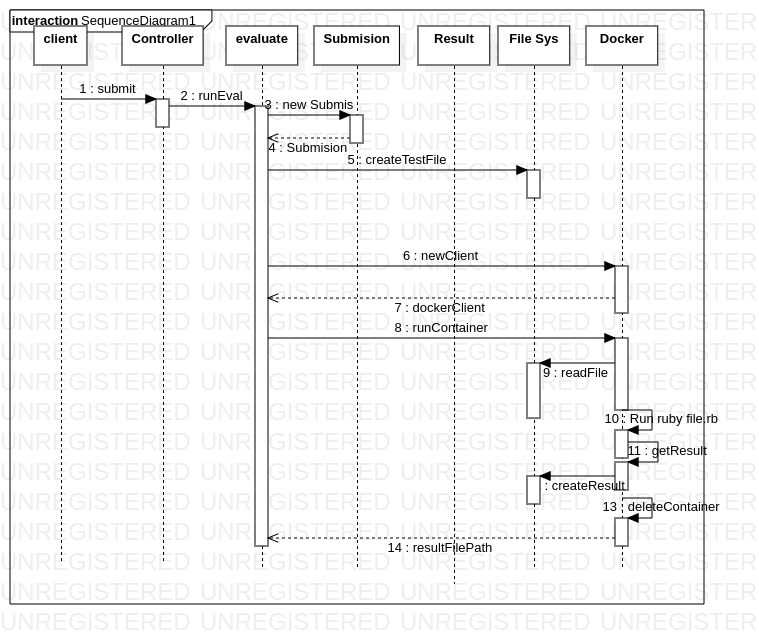 interaction SequenceDiagram1
client
Controller
evaluate
Submision
Result
File Sys
Docker
1 : submit
2 : runEval
3 : new Submis
4 : Submision
5 : createTestFile
6 : newClient
7 : dockerClient
8 : runContainer
9 : readFile
10 : Run ruby file.rb
11 : getResult
: createResult
13 : deleteContainer
14 : resultFilePath
UNREGISTERED UNREGISTERED UNREGISTERED UNREGISTERED